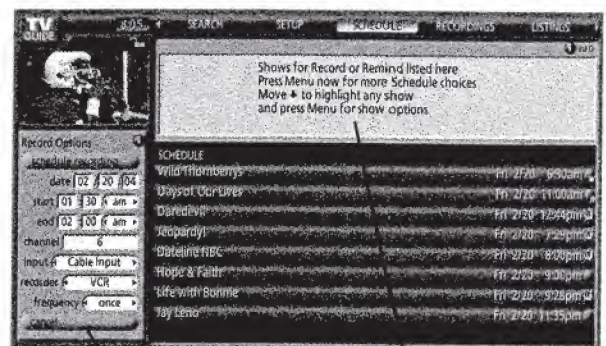 TV GUIDE
8:05
SEARCH SETUP SCHEDULE RECORDINGS LISTINGS
Shows for Record or Remind listed here
Press Menu now for more Schedule choices
Move to highlight any show
and press Menu for show options
Record Options
schedule recording
date 02 / 20 / 04
start 01 : 30 am
end 02 : 00 am
channel 6
input Cable Input
recorder VCR
frequency once
cancel
SCHEDULE
Wild Thornberrys Fri 2/20 6:30am
Days of Our Lives Fri 2/20 11:00am
Daredevil Fri 2/20 12:44pm
Jeopardy! Fri 2/20 7:29pm
Dateline NBC Fri 2/20 8:00pm
Hope & Faith Fri 2/20 9:00pm
Life with Bonnie Fri 2/20 9:28pm
Jay Leno Fri 2/20 11:35pm